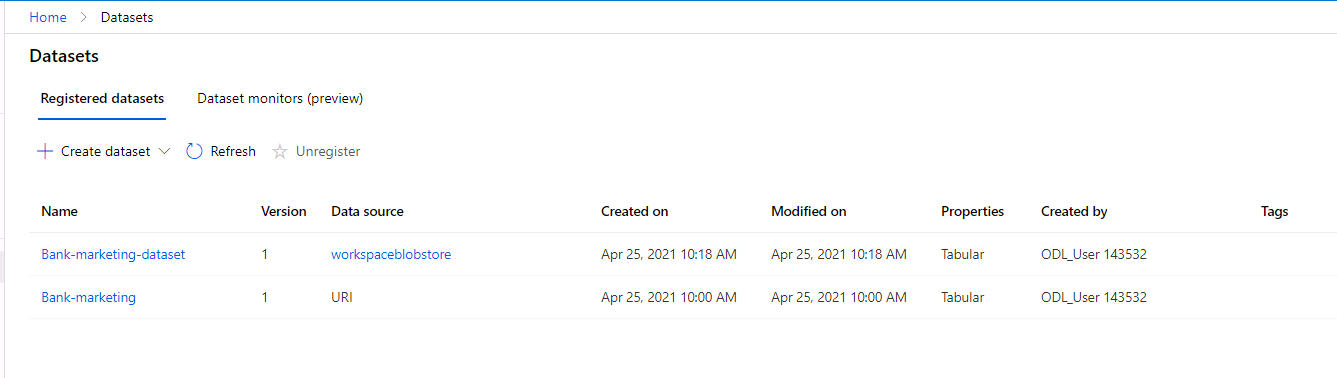 Home > Datasets
Datasets
Registered datasets Dataset monitors (preview)
Create dataset Refresh Unregister
Name Version Data source Created on Modified on Properties Created by Tags
Bank-marketing-dataset 1 workspaceblobstore Apr 25, 2021 10:18 AM Apr 25, 2021 10:18 AM Tabular ODL_User 143532
Bank-marketing 1 URI Apr 25, 2021 10:00 AM Apr 25, 2021 10:00 AM Tabular ODL_User 143532